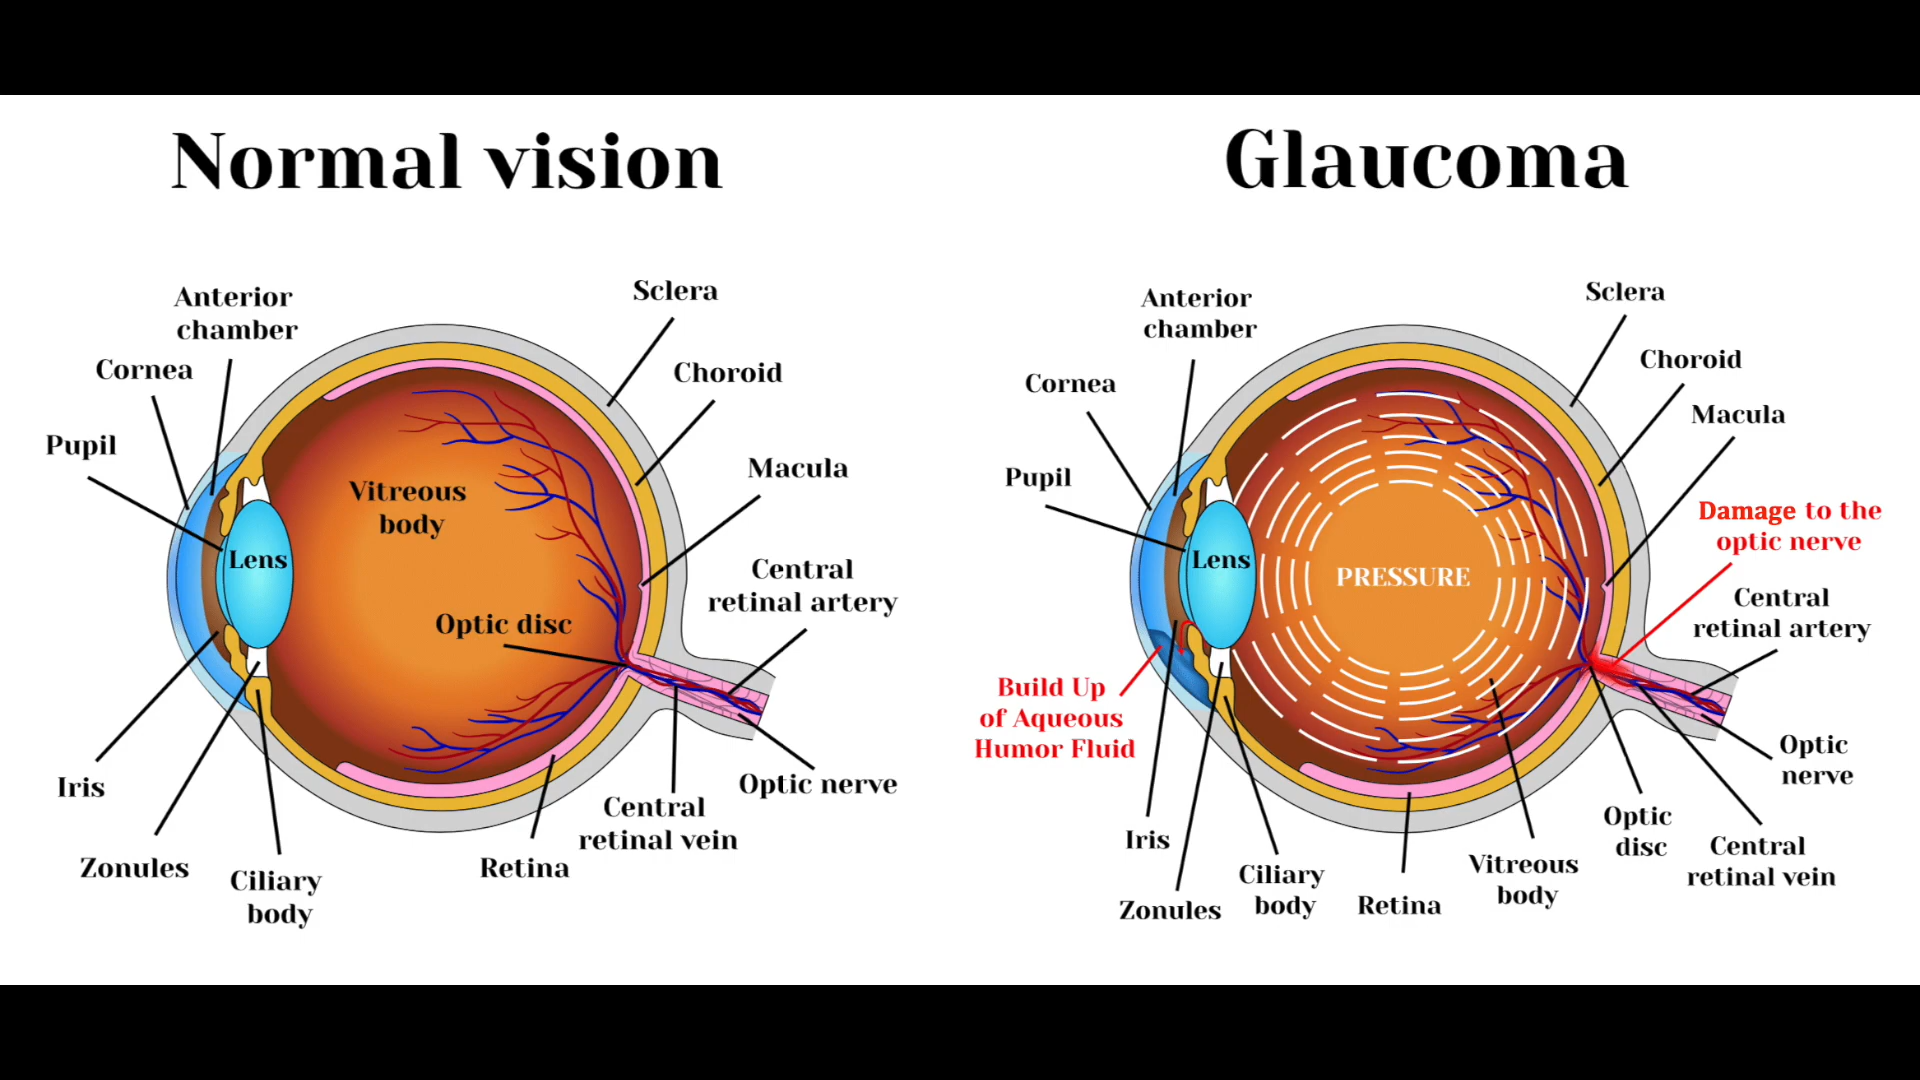 Normal vision
Anterior
chamber
Cornea
Pupil
Sclera
Choroid
Macula
Vitreous
body
Lens
Central
retinal artery
Optic disc
Iris
Zonules
Ciliary
body
Retina
Central
retinal vein
Optic nerve
Glaucoma
Anterior
chamber
Cornea
Pupil
Sclera
Choroid
Macula
Damage to the
optic nerve
Lens
PRESSURE
Central
retinal artery
Build Up
of Aqueous
Humor Fluid
Iris
Zonules
Ciliary
body
Retina
Vitreous
body
Optic
disc
Central
retinal vein
Optic
nerve